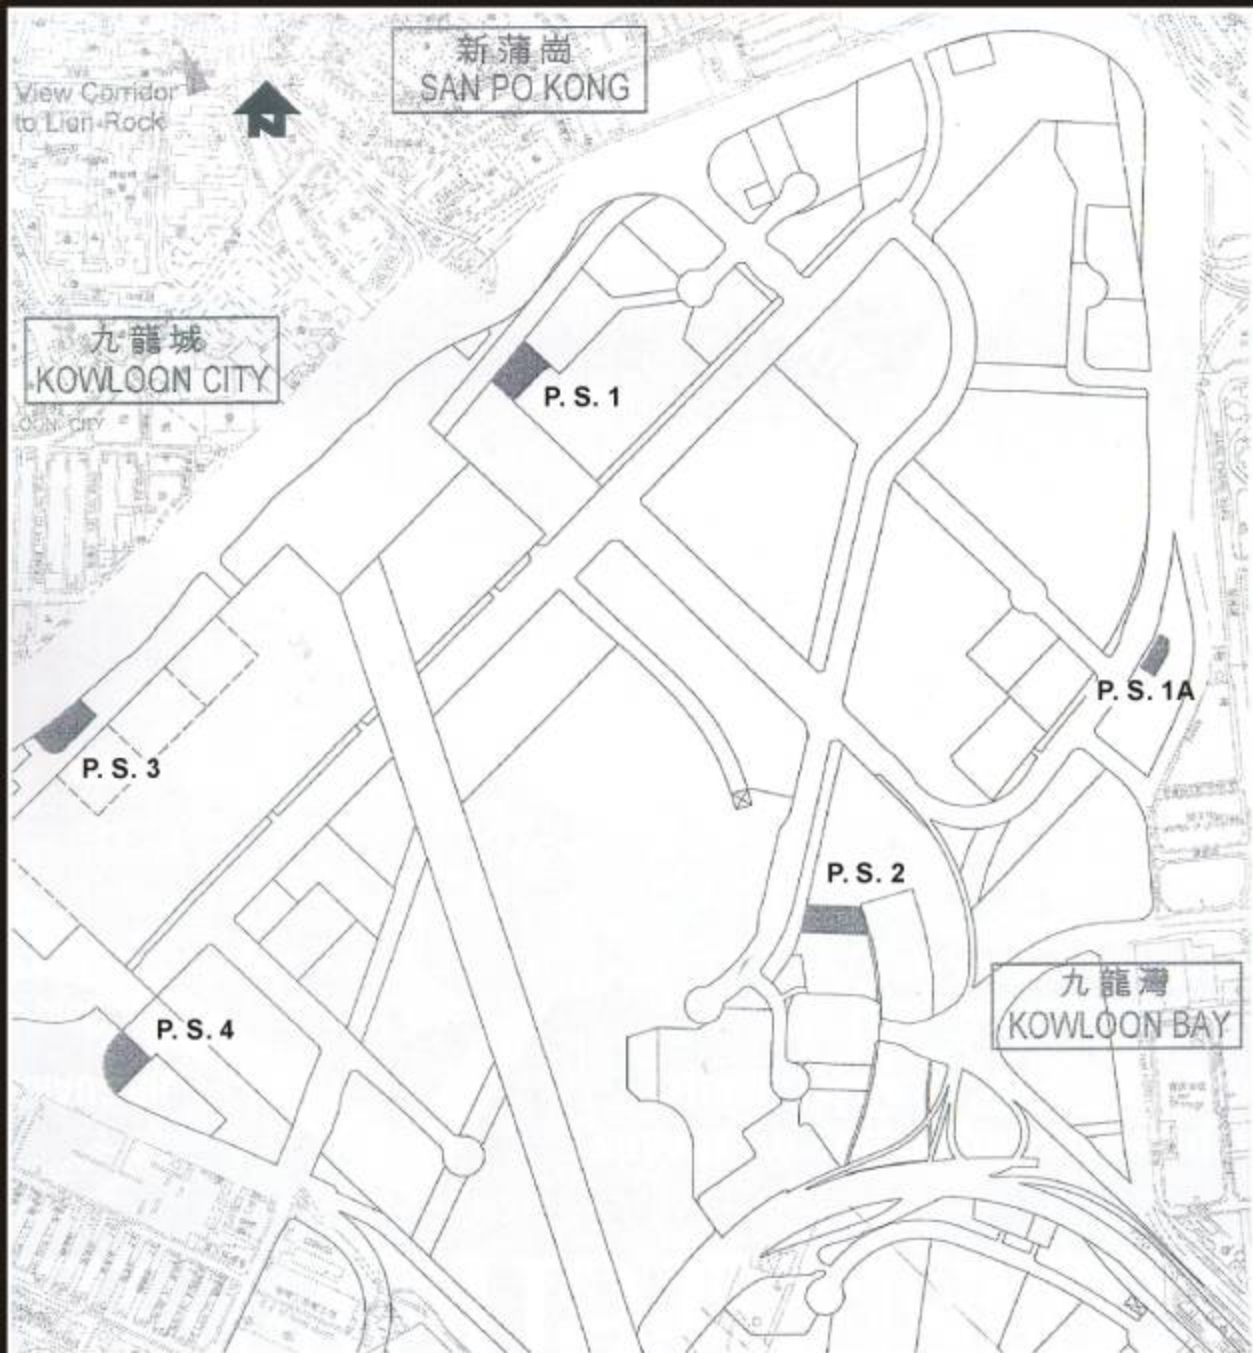 新蒲崗
SAN PO KONG
View Corridor
to Lion Rock
N
九龍城
KOWLOON CITY
P. S. 1
P. S. 1A
P. S. 3
P. S. 2
九龍灣
KOWLOON BAY
P. S. 4